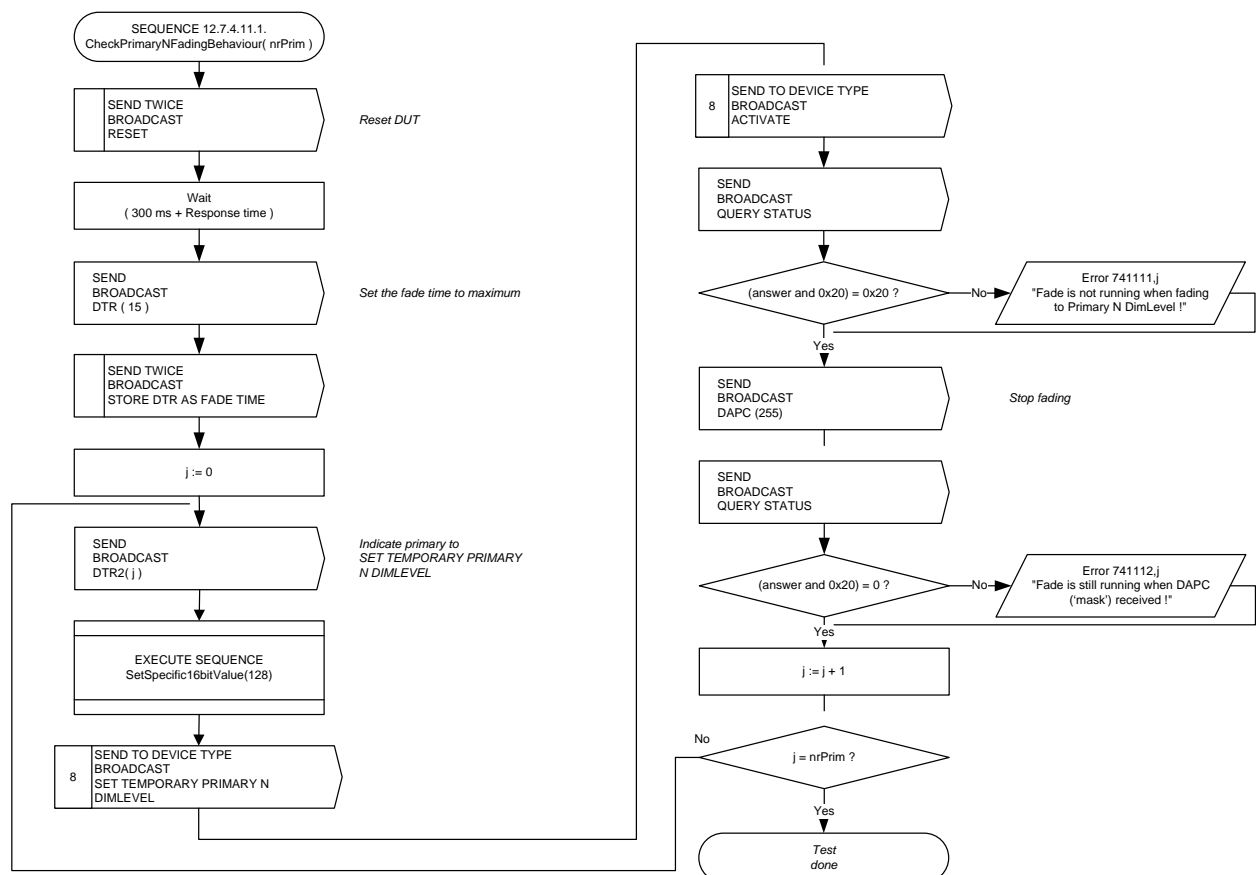 SEQUENCE 12.7.4.11.1.
CheckPrimaryNFadingBehaviour( nrPrim )
SEND TWICE
BROADCAST
RESET
Reset DUT
Wait
( 300 ms + Response time )
SEND
BROADCAST
DTR ( 15 )
Set the fade time to maximum
SEND TWICE
BROADCAST
STORE DTR AS FADE TIME
j := 0
SEND
BROADCAST
DTR2( j )
Indicate primary to
SET TEMPORARY PRIMARY
N DIMLEVEL
EXECUTE SEQUENCE
SetSpecific16bitValue(128)
8
SEND TO DEVICE TYPE
BROADCAST
SET TEMPORARY PRIMARY N
DIMLEVEL
8
SEND TO DEVICE TYPE
BROADCAST
ACTIVATE
SEND
BROADCAST
QUERY STATUS
(answer and 0x20) = 0x20 ?
No
Error 741111,j
"Fade is not running when fading
to Primary N DimLevel !"
Yes
SEND
BROADCAST
DAPC (255)
Stop fading
SEND
BROADCAST
QUERY STATUS
(answer and 0x20) = 0 ?
No
Error 741112,j
"Fade is still running when DAPC
(‘mask’) received !"
Yes
j := j + 1
No
j = nrPrim ?
Yes
Test
done